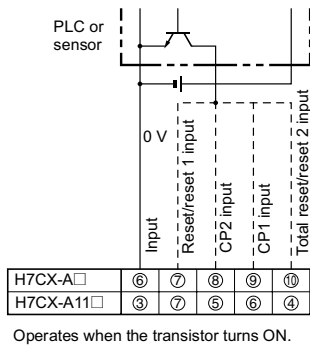 PLC or
sensor
0 V
Input
Reset/reset 1 input
CP2 input
CP1 input
Total reset/reset 2 input
H7CX-A□ ⑥ ⑦ ⑧ ⑨ ⑩
H7CX-A11□ ③ ⑦ ⑤ ⑥ ④
Operates when the transistor turns ON.